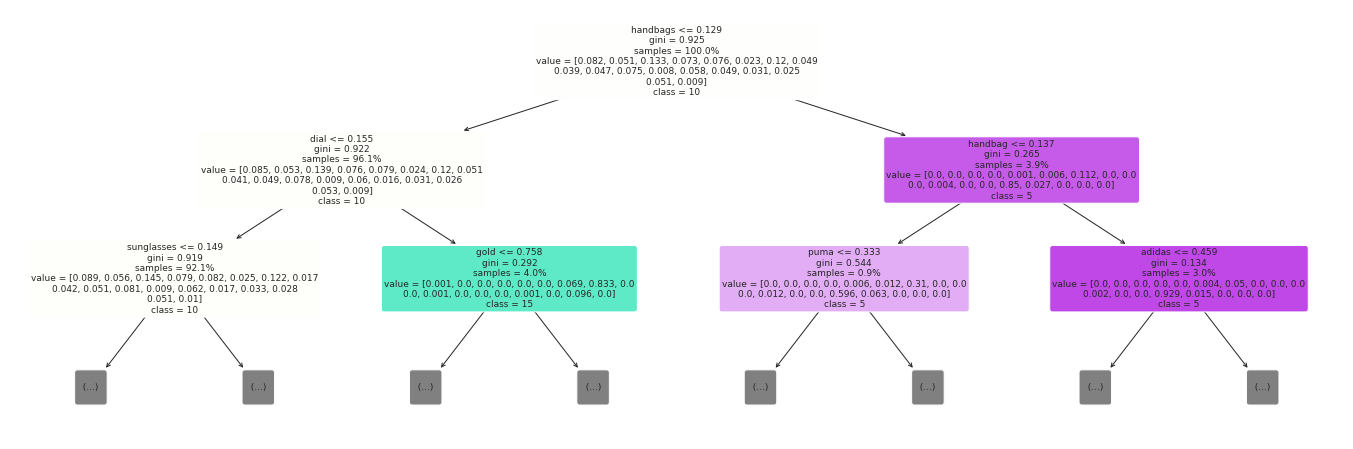 handbags <= 0.129
gini = 0.925
samples = 100.0%
value = [0.082, 0.051, 0.133, 0.073, 0.076, 0.023, 0.12, 0.049
0.039, 0.047, 0.075, 0.008, 0.058, 0.049, 0.031, 0.025
0.051, 0.009]
class = 10
dial <= 0.155
gini = 0.922
samples = 96.1%
value = [0.085, 0.053, 0.139, 0.076, 0.079, 0.024, 0.12, 0.051
0.041, 0.049, 0.078, 0.009, 0.06, 0.016, 0.031, 0.026
0.053, 0.009]
class = 10
handbag <= 0.137
gini = 0.265
samples = 3.9%
value = [0.0, 0.0, 0.0, 0.0, 0.001, 0.006, 0.112, 0.0, 0.0
0.0, 0.004, 0.0, 0.0, 0.85, 0.027, 0.0, 0.0, 0.0]
class = 5
sunglasses <= 0.149
gini = 0.919
samples = 92.1%
value = [0.089, 0.056, 0.145, 0.079, 0.082, 0.025, 0.122, 0.017
0.042, 0.051, 0.081, 0.009, 0.062, 0.017, 0.033, 0.028
0.051, 0.01]
class = 10
gold <= 0.758
gini = 0.292
samples = 4.0%
value = [0.001, 0.0, 0.0, 0.0, 0.0, 0.0, 0.069, 0.833, 0.0
0.0, 0.001, 0.0, 0.0, 0.0, 0.001, 0.0, 0.096, 0.0]
class = 15
puma <= 0.333
gini = 0.544
samples = 0.9%
value = [0.0, 0.0, 0.0, 0.0, 0.006, 0.012, 0.31, 0.0, 0.0
0.0, 0.012, 0.0, 0.0, 0.596, 0.063, 0.0, 0.0, 0.0]
class = 5
adidas <= 0.459
gini = 0.134
samples = 3.0%
value = [0.0, 0.0, 0.0, 0.0, 0.0, 0.004, 0.05, 0.0, 0.0, 0.0
0.002, 0.0, 0.0, 0.929, 0.015, 0.0, 0.0, 0.0]
class = 5
(...)
(...)
(...)
(...)
(...)
(...)
(...)
(...)